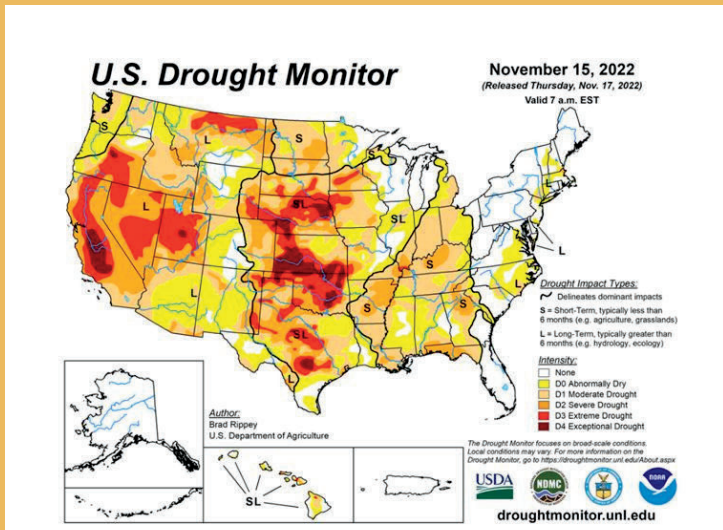 U.S. Drought Monitor
November 15, 2022
(Released Thursday, Nov. 17, 2022)
Valid 7 a.m. EST
S
L
S
S
L
SL
SL
L
L
S
S
S
L
SL
L
L
Drought Impact Types:
Delineates dominant impacts
S = Short-Term, typically less than
6 months (e.g. agriculture, grasslands)
L = Long-Term, typically greater than
6 months (e.g. hydrology, ecology)
Intensity:
None
D0 Abnormally Dry
D1 Moderate Drought
D2 Severe Drought
D3 Extreme Drought
D4 Exceptional Drought
Author:
Brad Rippey
U.S. Department of Agriculture
SL
The Drought Monitor focuses on broad-scale conditions.
Local conditions may vary. For more information on the
Drought Monitor, go to https://droughtmonitor.unl.edu/About.aspx
USDA
NDMC
NOAA
droughtmonitor.unl.edu